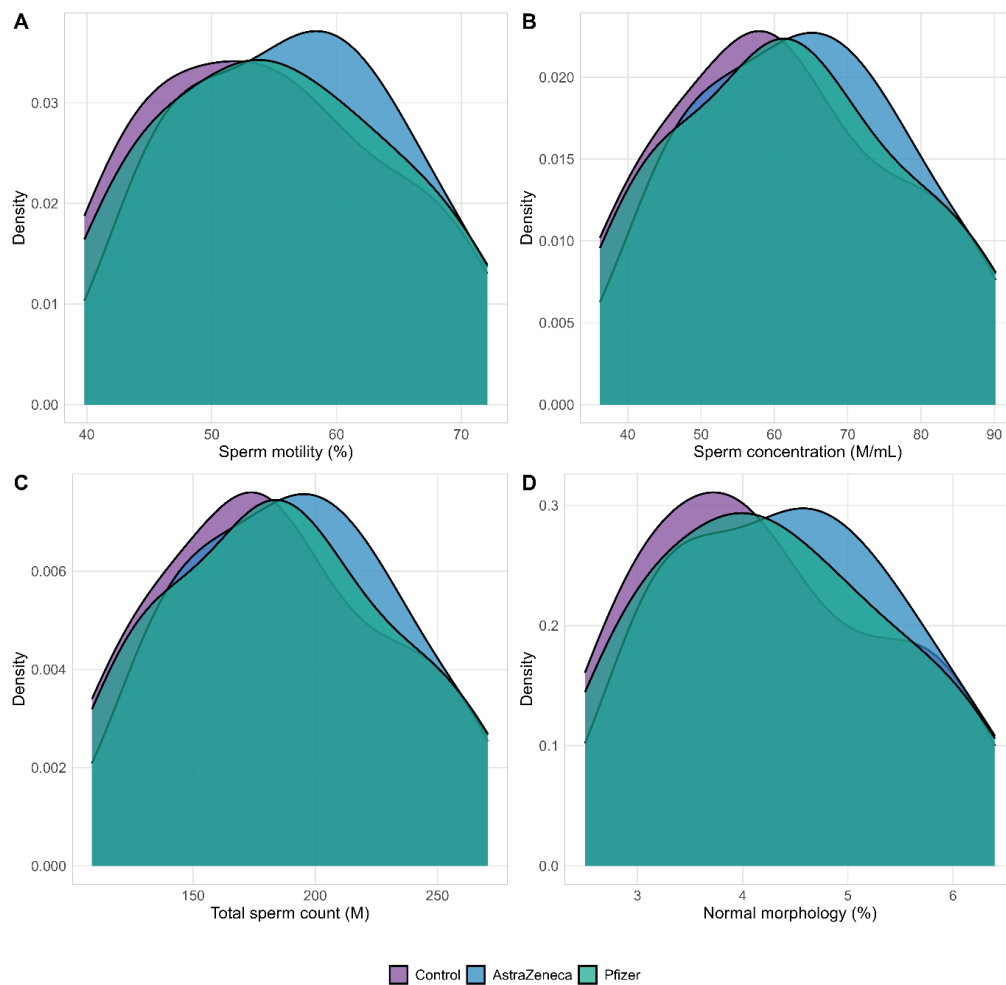 A
Density
0.03
0.02
0.01
0.00
40 50 60 70
Sperm motility (%)
B
Density
0.020
0.015
0.010
0.005
0.000
40 50 60 70 80 90
Sperm concentration (M/mL)
C
Density
0.006
0.004
0.002
0.000
150 200 250
Total sperm count (M)
D
Density
0.3
0.2
0.1
0.0
3 4 5 6
Normal morphology (%)
Control AstraZeneca Pfizer